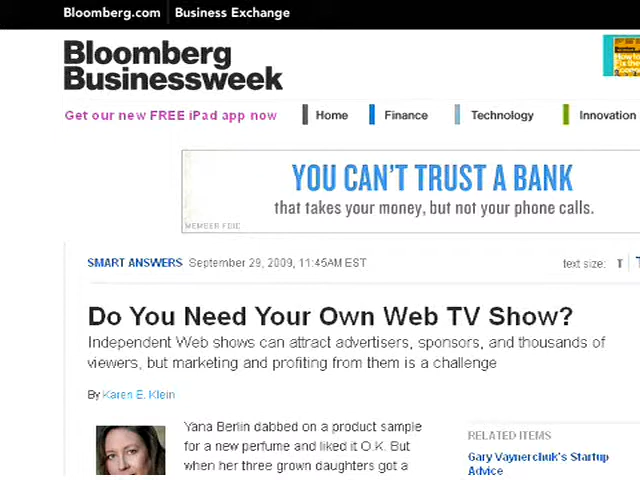 Bloomberg.com Business Exchange
Bloomberg
Businessweek
Get our new FREE iPad app now
Home Finance Technology Innovation
YOU CAN'T TRUST A BANK
that takes your money, but not your phone calls.
MEMBER FDIC
SMART ANSWERS September 29, 2009, 11:45AM EST
text size: T T
Do You Need Your Own Web TV Show?
Independent Web shows can attract advertisers, sponsors, and thousands of
viewers, but marketing and profiting from them is a challenge
By Karen E. Klein
Yana Berlin dabbed on a product sample
for a new perfume and liked it O.K. But
when her three grown daughters got a
RELATED ITEMS
Gary Vaynerchuk's Startup
Advice